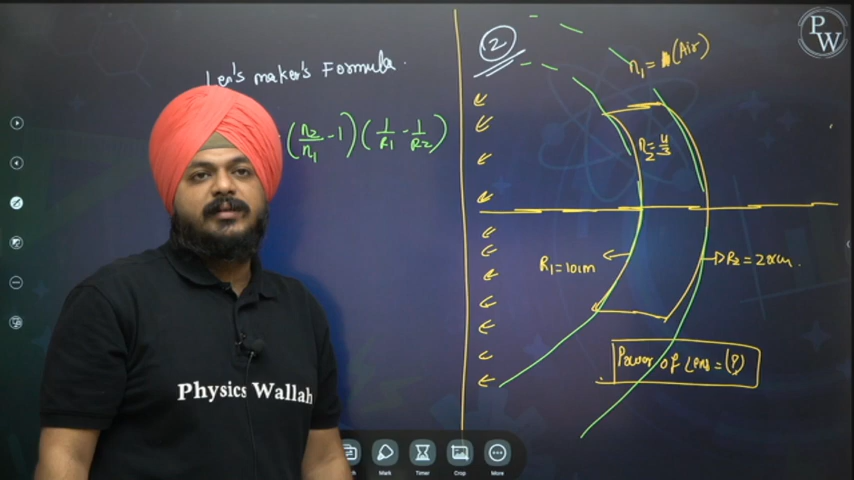 Len's maker's Formula.
(n2/n1 - 1) (1/R1 - 1/R2)
2
n1 = (Air)
n2 = 4/3
R1 = 10cm
R2 = 20cm.
Power of Lens = (?)
PW
Physics Wallah
Mark Timer Crop More